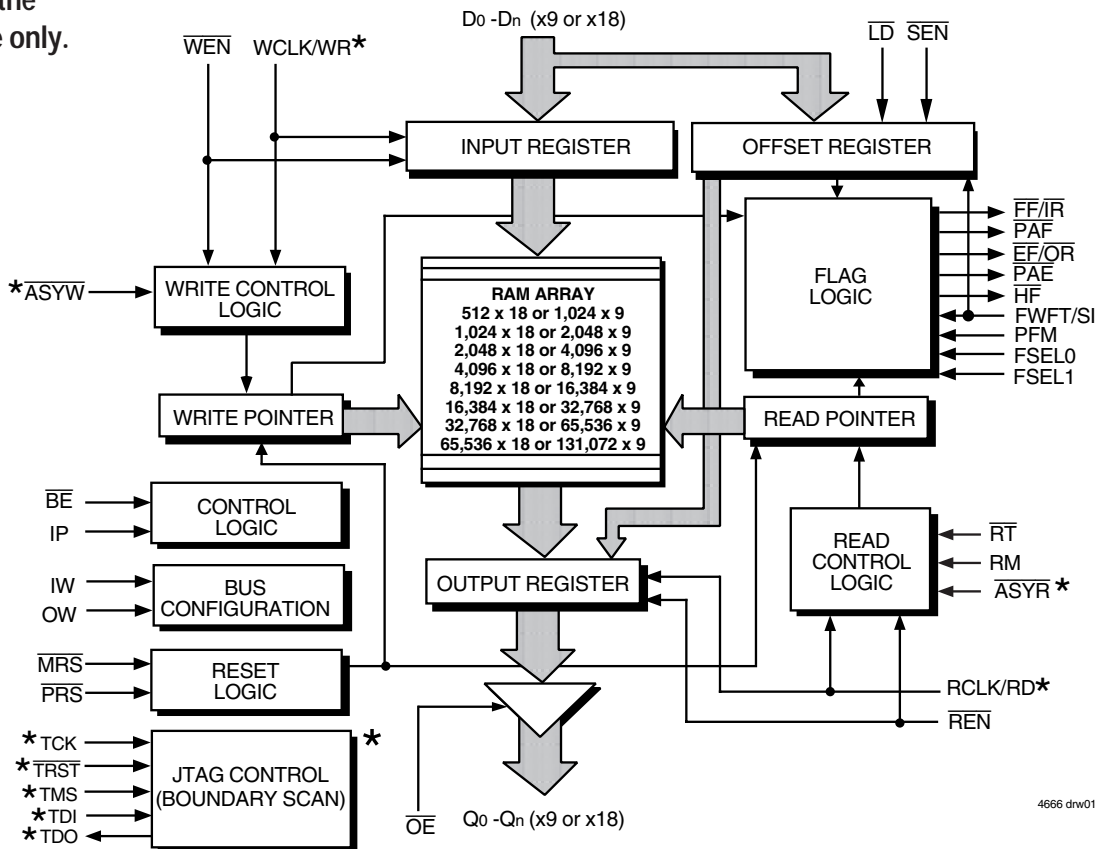 the
e only.
D0 -Dn (x9 or x18)
WEN WCLK/WR*
LD SEN
INPUT REGISTER
OFFSET REGISTER
*ASYW
WRITE CONTROL
LOGIC
RAM ARRAY
512 x 18 or 1,024 x 9
1,024 x 18 or 2,048 x 9
2,048 x 18 or 4,096 x 9
4,096 x 18 or 8,192 x 9
8,192 x 18 or 16,384 x 9
16,384 x 18 or 32,768 x 9
32,768 x 18 or 65,536 x 9
65,536 x 18 or 131,072 x 9
FLAG
LOGIC
FF/IR
PAF
EF/OR
PAE
HF
FWFT/SI
PFM
FSEL0
FSEL1
WRITE POINTER
READ POINTER
BE
IP
CONTROL
LOGIC
READ
CONTROL
LOGIC
RT
RM
ASYR*
IW
OW
BUS
CONFIGURATION
OUTPUT REGISTER
MRS
PRS
RESET
LOGIC
RCLK/RD*
REN
*TCK
*TRST
*TMS
*TDI
*TDO
JTAG CONTROL
(BOUNDARY SCAN)
*
OE
Q0 -Qn (x9 or x18)
4666 drw01